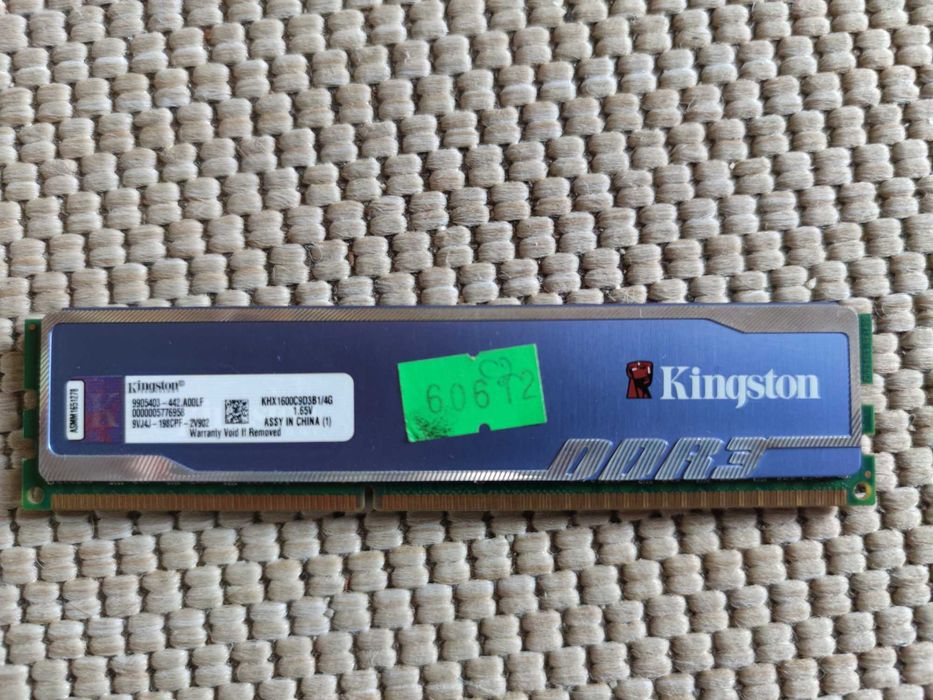 ASMM1651278
Kingston®
9905403-442.A00LF
0000005776958
9VJ4J-198CPF-2V902
Warranty Void If Removed
KHX1600C9D3B1/4G
1.65V
ASSY IN CHINA (1)
Kingston
DDR3